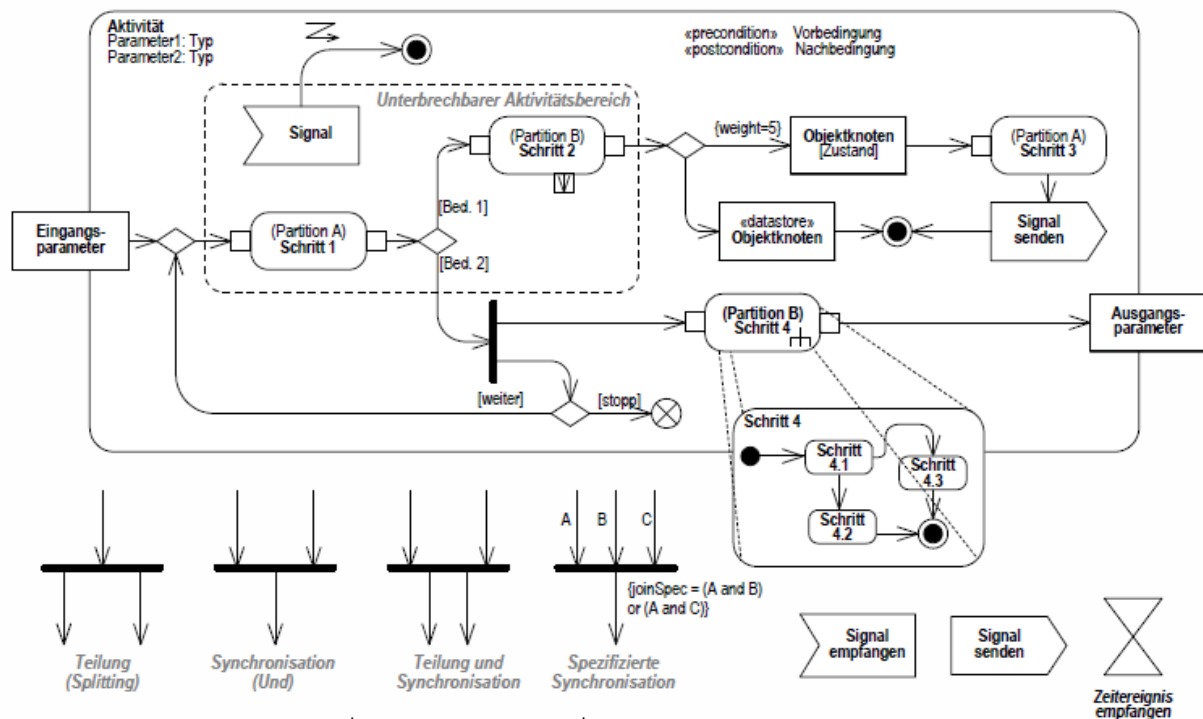 Aktivität
Parameter1: Typ
Parameter2: Typ
«precondition» Vorbedingung
«postcondition» Nachbedingung
Unterbrechbarer Aktivitätsbereich
Signal
(Partition B)
Schritt 2
{weight=5}
Objektknoten
[Zustand]
(Partition A)
Schritt 3
[Bed. 1]
Eingangs-
parameter
(Partition A)
Schritt 1
«datastore»
Objektknoten
Signal
senden
[Bed. 2]
(Partition B)
Schritt 4
Ausgangs-
parameter
[weiter]
[stopp]
Schritt 4
Schritt
4.1
Schritt
4.3
Schritt
4.2
A
B
C
{joinSpec = (A and B)
or (A and C)}
Teilung
(Splitting)
Synchronisation
(Und)
Teilung und
Synchronisation
Spezifizierte
Synchronisation
Signal
empfangen
Signal
senden
Zeitereignis
empfangen